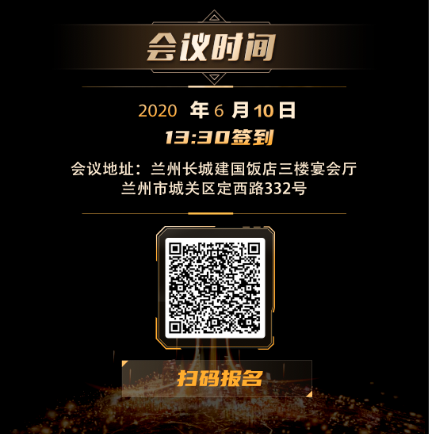 会议时间
2020 年 6 月 10 日
13:30签到
会议地址：兰州长城建国饭店三楼宴会厅
兰州市城关区定西路332号
扫码报名